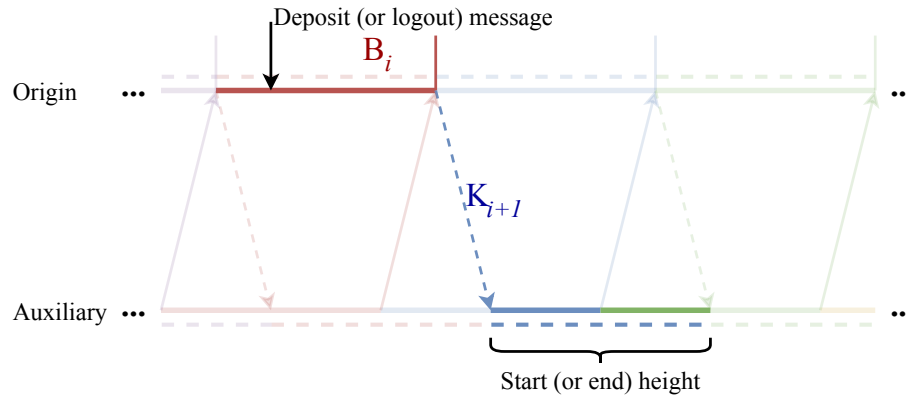 Deposit (or logout) message
B_i
Origin ••• ••
K_{i+1}
Auxiliary ••• ••
Start (or end) height